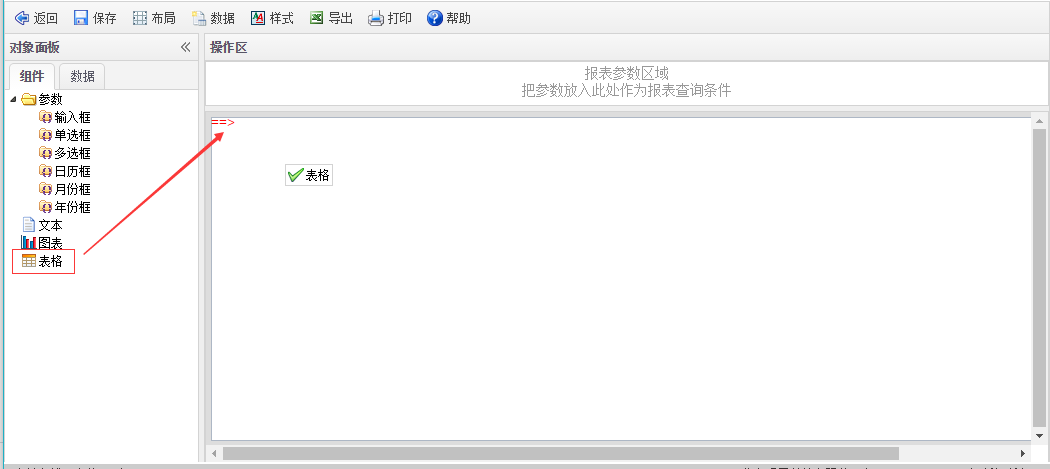 返回 保存 布局 数据 样式 导出 打印 帮助
对象面板
操作区
组件 数据
报表参数区域
把参数放入此处作为报表查询条件
参数
输入框
单选框
多选框
日历框
月份框
年份框
文本
图表
表格
==>
表格